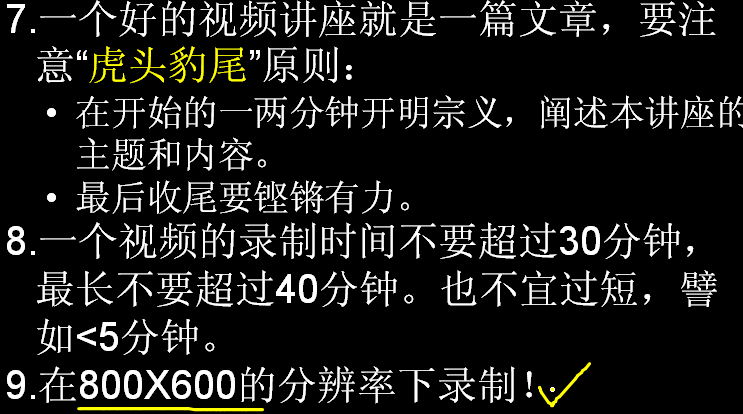 7.一个好的视频讲座就是一篇文章，要注
意“虎头豹尾”原则：
• 在开始的一两分钟开明宗义，阐述本讲座的
主题和内容。
• 最后收尾要铿锵有力。
8.一个视频的录制时间不要超过30分钟，
最长不要超过40分钟。也不宜过短，譬
如<5分钟。
9.在800X600的分辨率下录制！